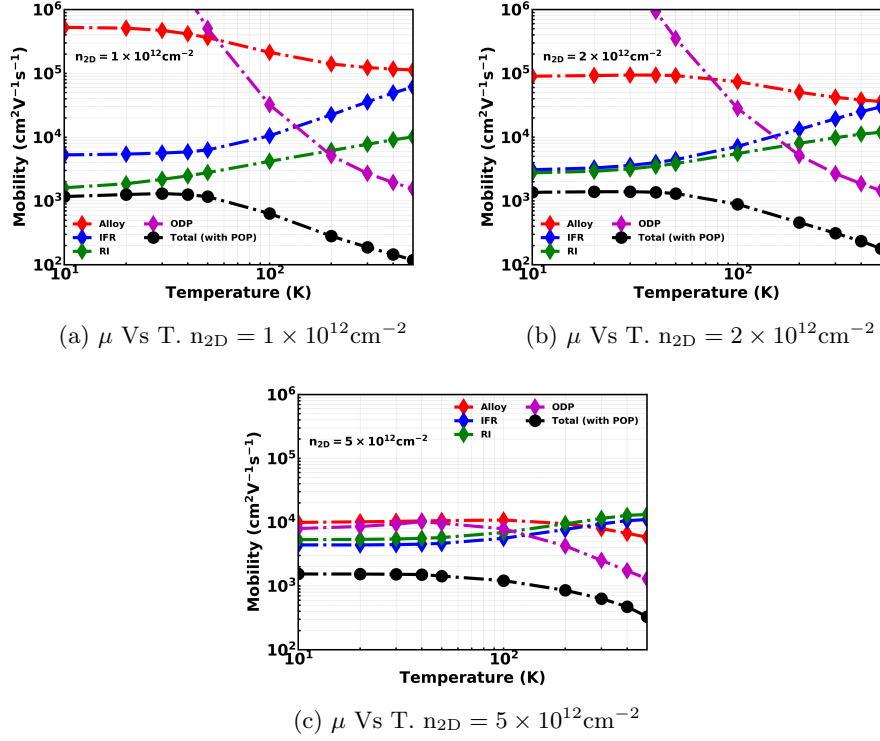 10⁶
10⁵
10⁴
10³
10²
Mobility (cm²V⁻¹s⁻¹)
n₂D = 1 × 10¹²cm⁻²
Alloy
IFR
RI
ODP
Total (with POP)
10¹
10²
Temperature (K)
(a) μ Vs T. n₂D = 1 × 10¹²cm⁻²
10⁶
10⁵
10⁴
10³
10²
Mobility (cm²V⁻¹s⁻¹)
n₂D = 2 × 10¹²cm⁻²
Alloy
IFR
RI
ODP
Total (with POP)
10¹
10²
Temperature (K)
(b) μ Vs T. n₂D = 2 × 10¹²cm⁻²
10⁶
10⁵
10⁴
10³
10²
Mobility (cm²V⁻¹s⁻¹)
Alloy
IFR
RI
ODP
Total (with POP)
n₂D = 5 × 10¹²cm⁻²
10¹
10²
Temperature (K)
(c) μ Vs T. n₂D = 5 × 10¹²cm⁻²